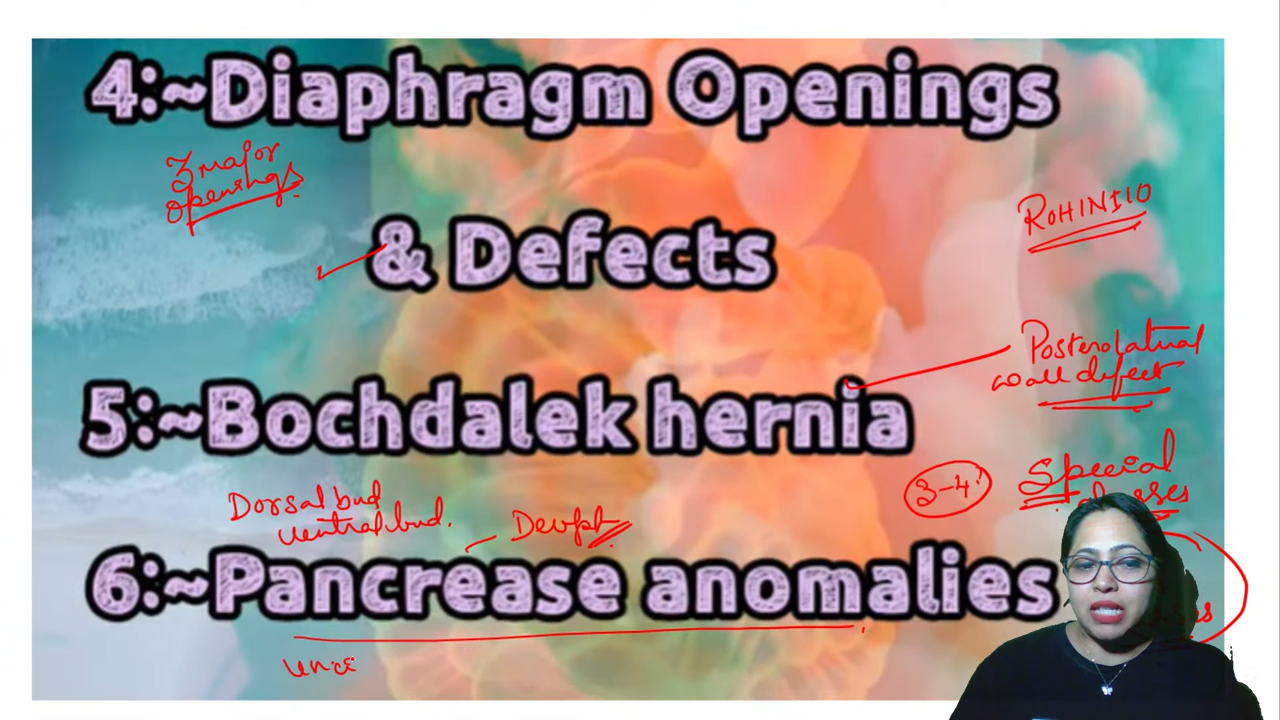 4:~Diaphragm Openings
3 major
openings
ROHINI10
& Defects
Posterolateral
wall defect
5:~Bochdalek hernia
3-4
Special
Dorsal bud
ventral bud.
Devpt
6:~Pancrease anomalies